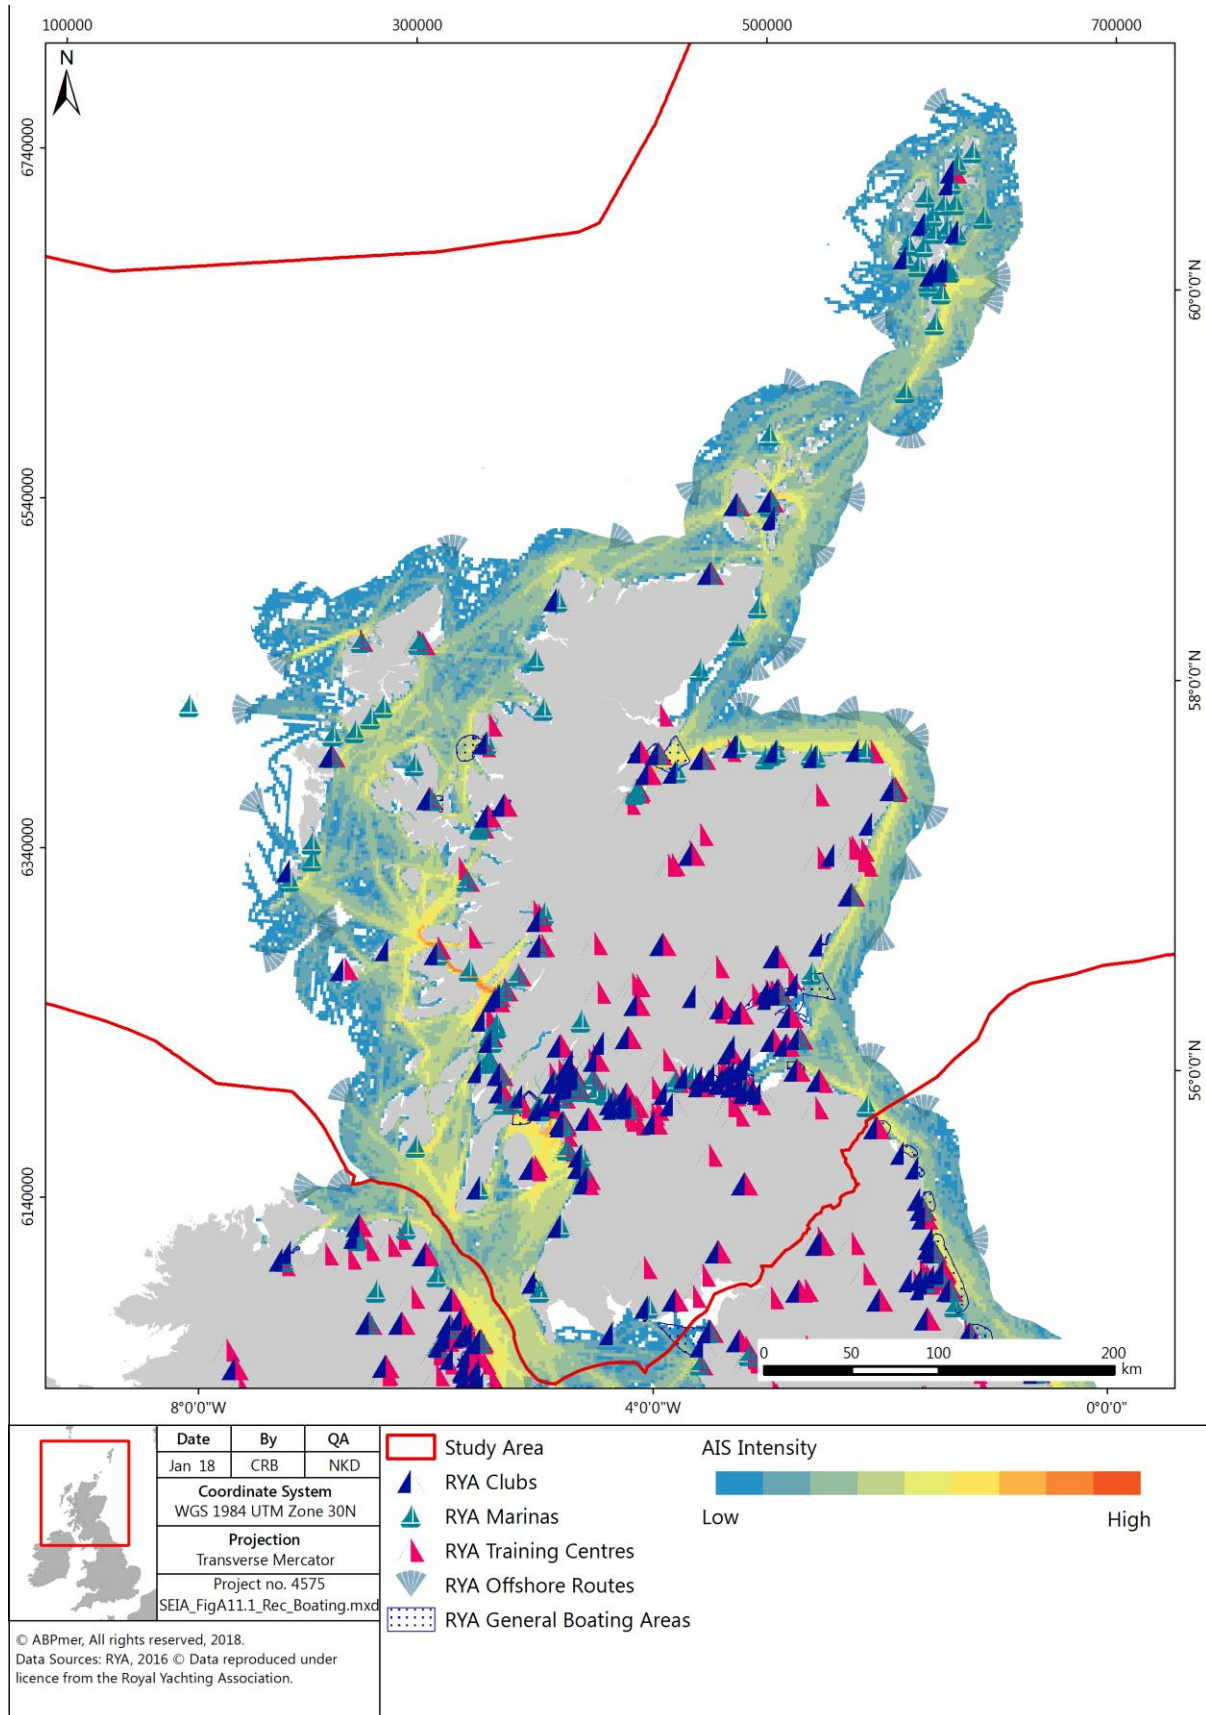 100000 300000 500000 700000
N
6740000
60°0'0"N
6540000
58°0'0"N
6340000
56°0'0"N
6140000
0 50 100 200
km
8°0'0"W 4°0'0"W 0°0'0"
Date By QA
Jan 18 CRB NKD
Coordinate System
WGS 1984 UTM Zone 30N
Projection
Transverse Mercator
Project no. 4575
SEIA_FigA11.1_Rec_Boating.mxd
© ABPmer, All rights reserved, 2018.
Data Sources: RYA, 2016 © Data reproduced under
licence from the Royal Yachting Association.
Study Area
RYA Clubs
RYA Marinas
RYA Training Centres
RYA Offshore Routes
RYA General Boating Areas
AIS Intensity
Low High